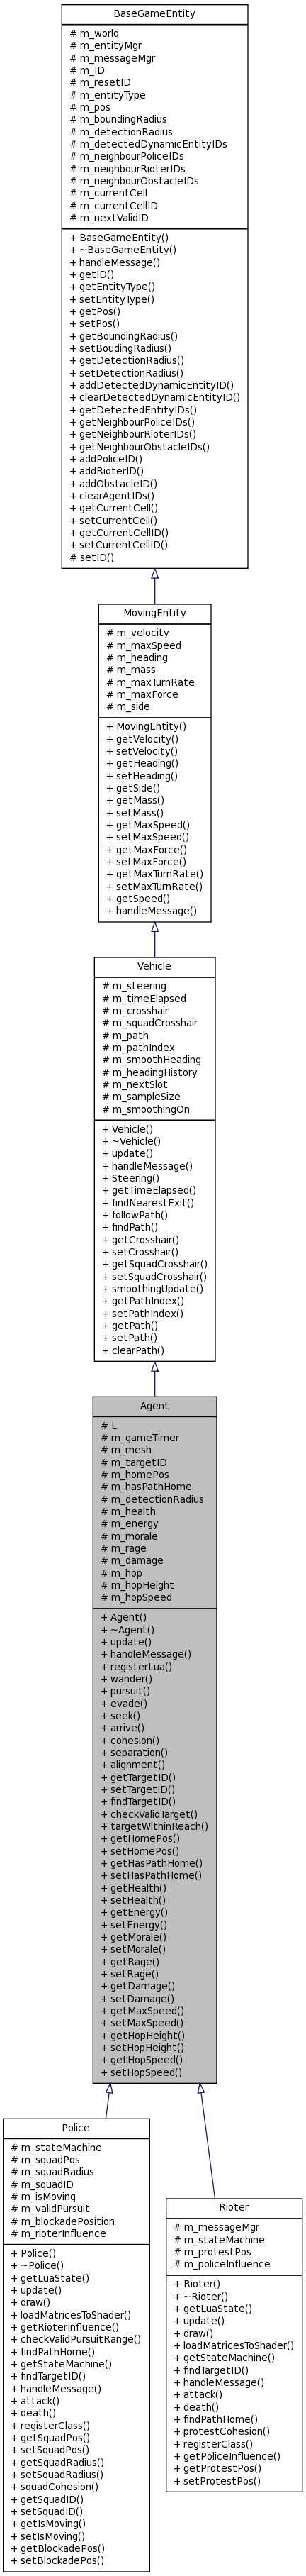 BaseGameEntity
# m_world
# m_entityMgr
# m_messageMgr
# m_ID
# m_resetID
# m_entityType
# m_pos
# m_boundingRadius
# m_detectionRadius
# m_detectedDynamicEntityIDs
# m_neighbourPoliceIDs
# m_neighbourRioterIDs
# m_neighbourObstacleIDs
# m_currentCell
# m_currentCellID
# m_nextValidID
+ BaseGameEntity()
+ ~BaseGameEntity()
+ handleMessage()
+ getID()
+ getEntityType()
+ setEntityType()
+ getPos()
+ setPos()
+ getBoundingRadius()
+ setBoudingRadius()
+ getDetectionRadius()
+ setDetectionRadius()
+ addDetectedDynamicEntityID()
+ clearDetectedDynamicEntityID()
+ getDetectedEntityIDs()
+ getNeighbourPoliceIDs()
+ getNeighbourRioterIDs()
+ getNeighbourObstacleIDs()
+ addPoliceID()
+ addRioterID()
+ addObstacleID()
+ clearAgentIDs()
+ getCurrentCell()
+ setCurrentCell()
+ getCurrentCellID()
+ setCurrentCellID()
# setID()
MovingEntity
# m_velocity
# m_maxSpeed
# m_heading
# m_mass
# m_maxTurnRate
# m_maxForce
# m_side
+ MovingEntity()
+ getVelocity()
+ setVelocity()
+ getHeading()
+ setHeading()
+ getSide()
+ getMass()
+ setMass()
+ getMaxSpeed()
+ setMaxSpeed()
+ getMaxForce()
+ setMaxForce()
+ getMaxTurnRate()
+ setMaxTurnRate()
+ getSpeed()
+ handleMessage()
Vehicle
# m_steering
# m_timeElapsed
# m_crosshair
# m_squadCrosshair
# m_path
# m_pathIndex
# m_smoothHeading
# m_headingHistory
# m_nextSlot
# m_sampleSize
# m_smoothingOn
+ Vehicle()
+ ~Vehicle()
+ update()
+ handleMessage()
+ Steering()
+ getTimeElapsed()
+ findNearestExit()
+ followPath()
+ findPath()
+ getCrosshair()
+ setCrosshair()
+ getSquadCrosshair()
+ setSquadCrosshair()
+ smoothingUpdate()
+ getPathIndex()
+ setPathIndex()
+ getPath()
+ setPath()
+ clearPath()
Agent
# L
# m_gameTimer
# m_mesh
# m_targetID
# m_homePos
# m_hasPathHome
# m_detectionRadius
# m_health
# m_energy
# m_morale
# m_rage
# m_damage
# m_hop
# m_hopHeight
# m_hopSpeed
+ Agent()
+ ~Agent()
+ update()
+ handleMessage()
+ registerLua()
+ wander()
+ pursuit()
+ evade()
+ seek()
+ arrive()
+ cohesion()
+ separation()
+ alignment()
+ getTargetID()
+ setTargetID()
+ findTargetID()
+ checkValidTarget()
+ targetWithinReach()
+ getHomePos()
+ setHomePos()
+ getHasPathHome()
+ setHasPathHome()
+ getHealth()
+ setHealth()
+ getEnergy()
+ setEnergy()
+ getMorale()
+ setMorale()
+ getRage()
+ setRage()
+ getDamage()
+ setDamage()
+ getMaxSpeed()
+ setMaxSpeed()
+ getHopHeight()
+ setHopHeight()
+ getHopSpeed()
+ setHopSpeed()
Police
# m_stateMachine
# m_squadPos
# m_squadRadius
# m_squadID
# m_isMoving
# m_validPursuit
# m_blockadePosition
# m_rioterInfluence
+ Police()
+ ~Police()
+ getLuaState()
+ update()
+ draw()
+ loadMatricesToShader()
+ getRioterInfluence()
+ checkValidPursuitRange()
+ findPathHome()
+ getStateMachine()
+ findTargetID()
+ handleMessage()
+ attack()
+ death()
+ registerClass()
+ getSquadPos()
+ setSquadPos()
+ getSquadRadius()
+ setSquadRadius()
+ squadCohesion()
+ getSquadID()
+ setSquadID()
+ getIsMoving()
+ setIsMoving()
+ getBlockadePos()
+ setBlockadePos()
Rioter
# m_messageMgr
# m_stateMachine
# m_protestPos
# m_policeInfluence
+ Rioter()
+ ~Rioter()
+ getLuaState()
+ update()
+ draw()
+ loadMatricesToShader()
+ getStateMachine()
+ findTargetID()
+ handleMessage()
+ attack()
+ death()
+ findPathHome()
+ protestCohesion()
+ registerClass()
+ getPoliceInfluence()
+ getProtestPos()
+ setProtestPos()